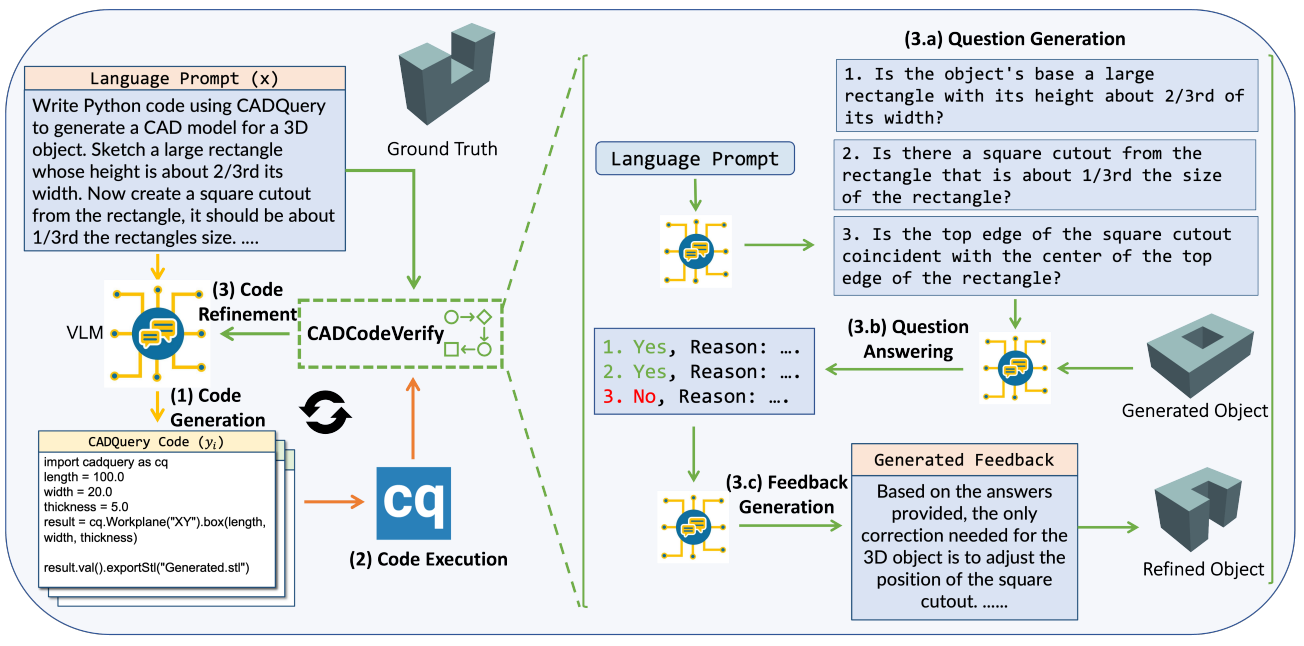 Language Prompt (x)
Write Python code using CADQuery
to generate a CAD model for a 3D
object. Sketch a large rectangle
whose height is about 2/3rd its
width. Now create a square cutout
from the rectangle, it should be about
1/3rd the rectangles size. ....
Ground Truth
VLM
(3) Code
Refinement
CADCodeVerify
(1) Code
Generation
CADQuery Code (yᵢ)
import cadquery as cq
length = 100.0
width = 20.0
thickness = 5.0
result = cq.Workplane("XY").box(length,
width, thickness)
result.val().exportStl("Generated.stl")
cq
(2) Code Execution
(3.a) Question Generation
Language Prompt
1. Is the object's base a large
rectangle with its height about 2/3rd of
its width?
2. Is there a square cutout from the
rectangle that is about 1/3rd the size
of the rectangle?
3. Is the top edge of the square cutout
coincident with the center of the top
edge of the rectangle?
(3.b) Question
Answering
Generated Object
1. Yes, Reason: ….
2. Yes, Reason: ….
3. No, Reason: ….
(3.c) Feedback
Generation
Generated Feedback
Based on the answers
provided, the only
correction needed for the
3D object is to adjust the
position of the square
cutout. ......
Refined Object